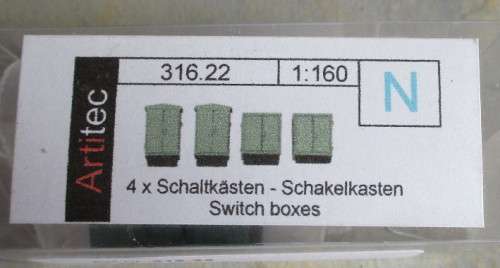 Artitec
316.22
1:160
N
4 x Schaltkästen - Schakelkasten
Switch boxes